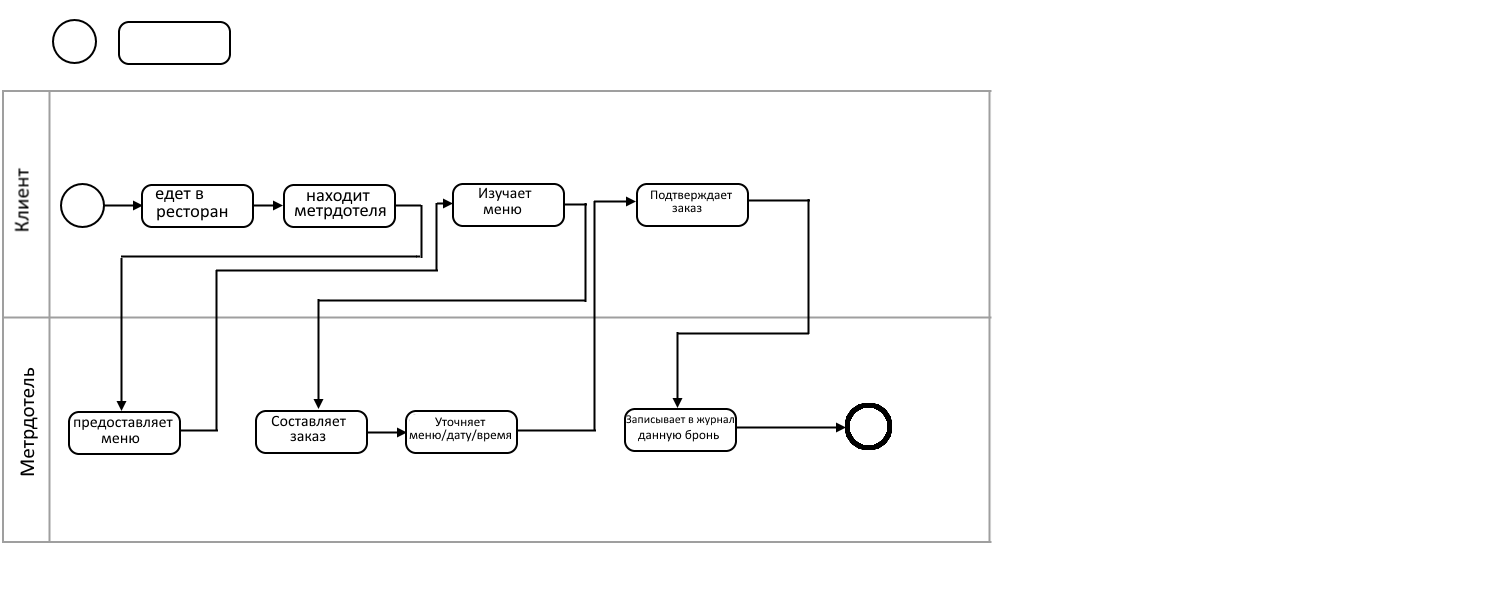 Клиент
едет в
ресторан
находит
метрдотеля
Изучает
меню
Подтверждает
заказ
Метрдотель
предоставляет
меню
Составляет
заказ
Уточняет
меню/дату/время
Записывает в журнал
данную бронь